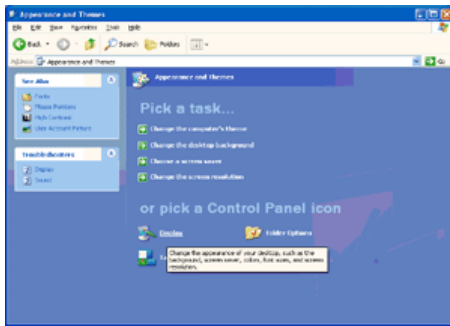 Appearance and Themes
File Edit View Favorites Tools Help
Back Search Folders
Address Appearance and Themes Go
See Also
Fonts
Mouse Pointers
High Contrast
User Account Picture
Troubleshooters
Display
Sound
Appearance and Themes
Pick a task...
Change the computer's theme
Change the desktop background
Choose a screen saver
Change the screen resolution
or pick a Control Panel icon
Display Folder Options
Change the appearance of your desktop, such as the
background, screen saver, colors, font sizes, and screen
resolution.